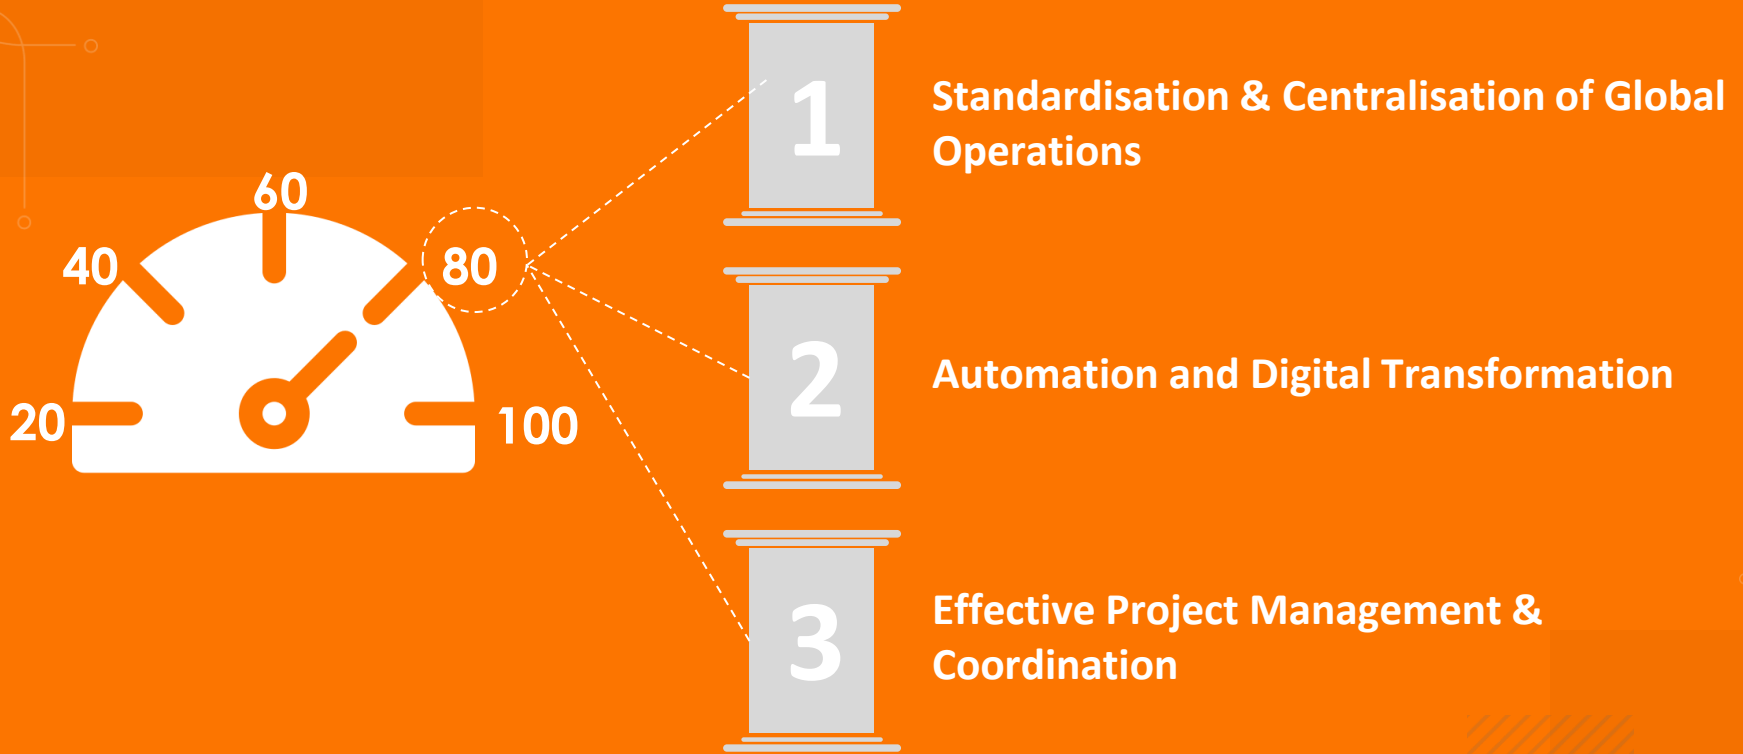 60
40
80
20
100
1
Standardisation & Centralisation of Global
Operations
2
Automation and Digital Transformation
3
Effective Project Management &
Coordination